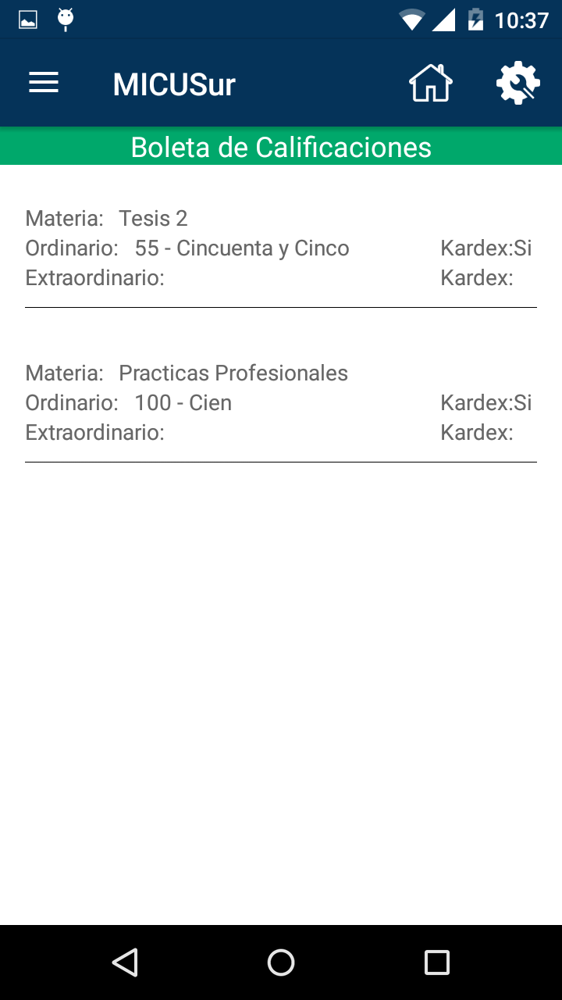 10:37
MICUSur
Boleta de Calificaciones
Materia: Tesis 2
Ordinario: 55 - Cincuenta y Cinco Kardex:Si
Extraordinario: Kardex:
Materia: Practicas Profesionales
Ordinario: 100 - Cien Kardex:Si
Extraordinario: Kardex: